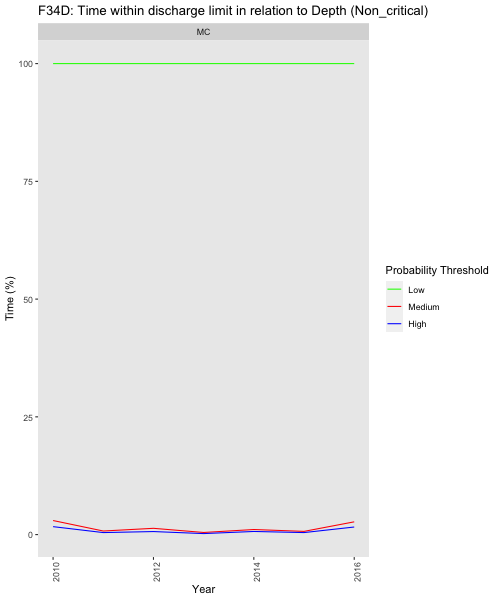 F34D: Time within discharge limit in relation to Depth (Non_critical)
MC
100
75
50
25
0
Time (%)
2010
2012
2014
2016
Year
Probability Threshold
Low
Medium
High